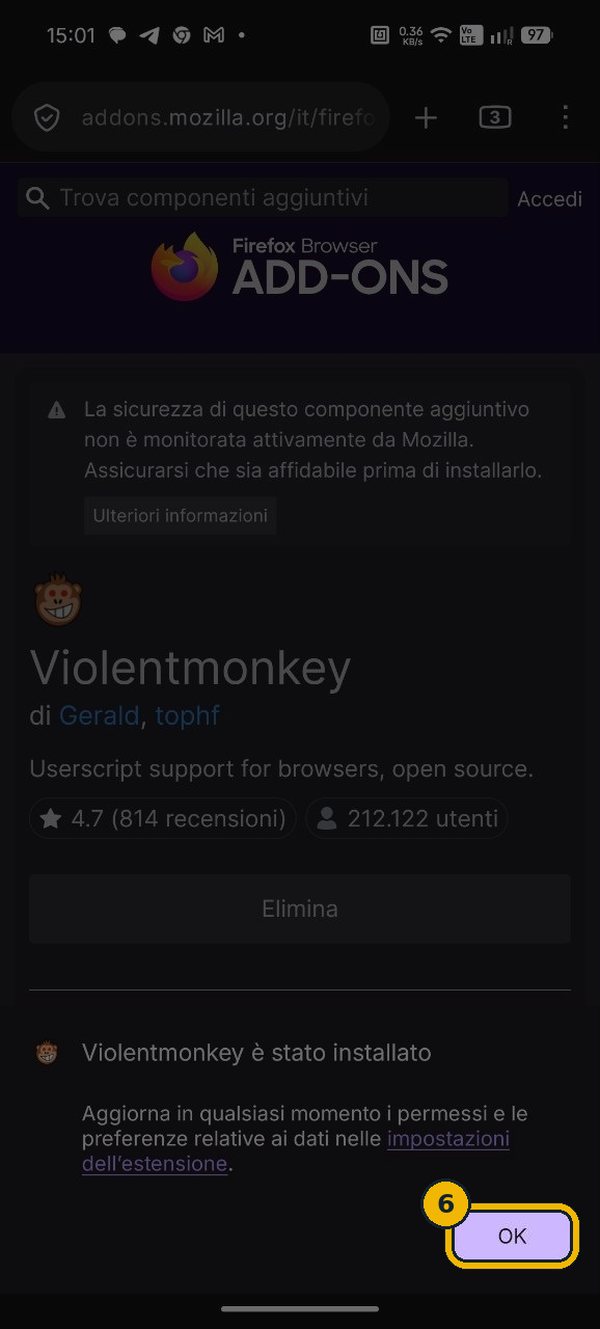 15:01
0.36
KB/s
Vo
LTE
R
97
addons.mozilla.org/it/firefo
3
Trova componenti aggiuntivi
Accedi
Firefox Browser
ADD-ONS
La sicurezza di questo componente aggiuntivo
non è monitorata attivamente da Mozilla.
Assicurarsi che sia affidabile prima di installarlo.
Ulteriori informazioni
Violentmonkey
di Gerald, tophf
Userscript support for browsers, open source.
4.7 (814 recensioni)
212.122 utenti
Elimina
Violentmonkey è stato installato
Aggiorna in qualsiasi momento i permessi e le
preferenze relative ai dati nelle impostazioni
dell'estensione.
6
OK